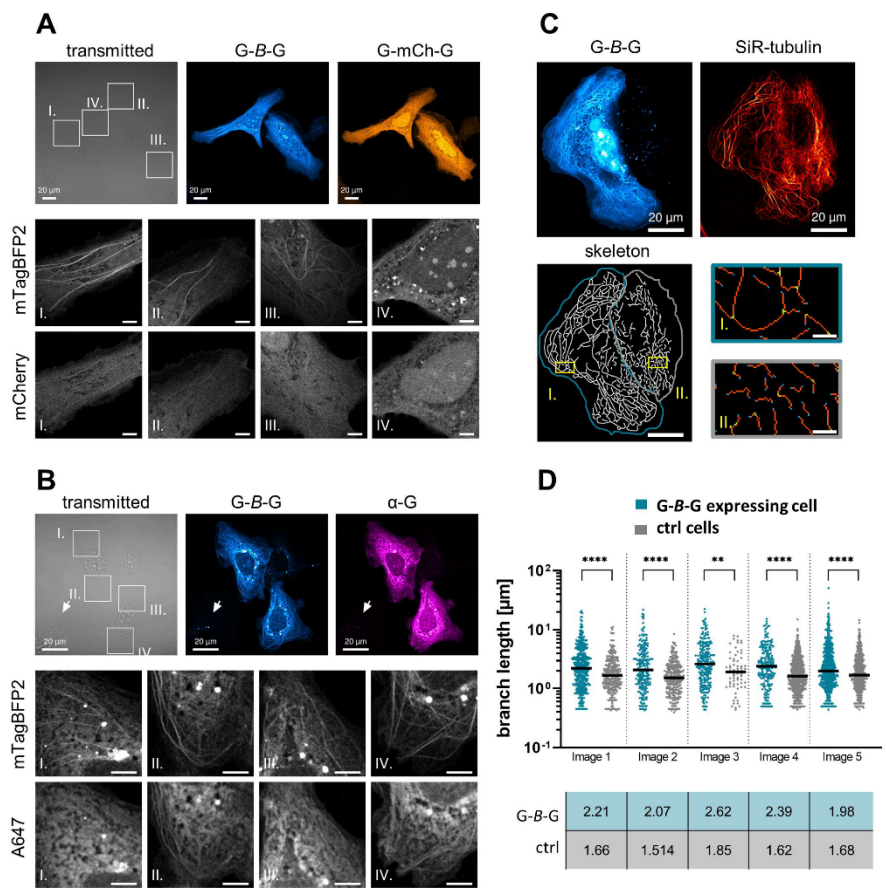 A
transmitted G-B-G G-mCh-G
I. IV. II. III.
20 µm 20 µm 20 µm
mTagBFP2
I. II. III. IV.
mCherry
I. II. III. IV.
B
transmitted G-B-G α-G
I. II. III. IV
20 µm 20 µm 20 µm
mTagBFP2
I. II. III. IV.
A647
I. II. III. IV.
C
G-B-G SiR-tubulin
20 µm 20 µm
skeleton
I. II.
I.
II.
D
G-B-G expressing cell
ctrl cells
**** **** ** **** ****
branch length [µm]
10²
10¹
10⁰
10⁻¹
Image 1 Image 2 Image 3 Image 4 Image 5
G-B-G 2.21 2.07 2.62 2.39 1.98
ctrl 1.66 1.514 1.85 1.62 1.68